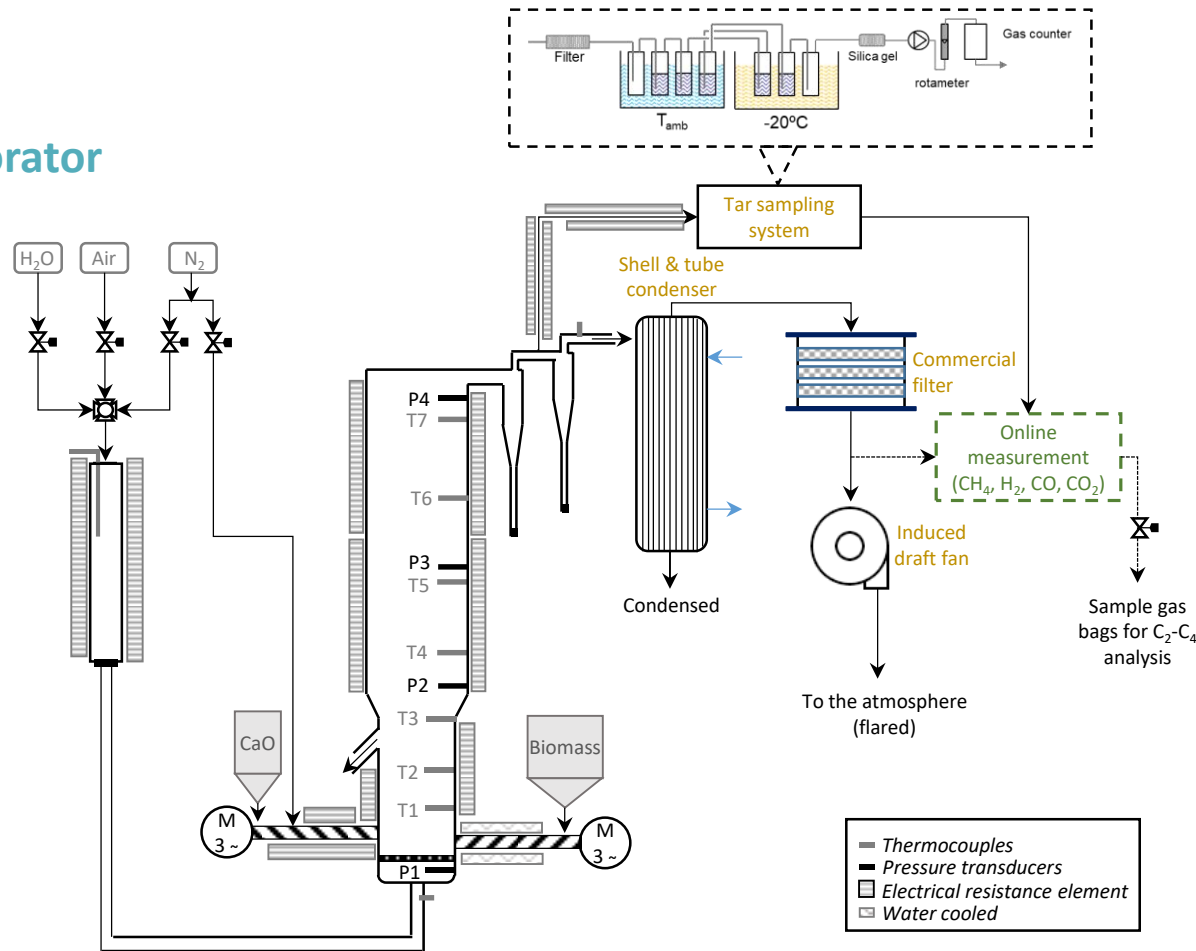 Filter
T_amb
-20ºC
Silica gel
rotameter
Gas counter
Tar sampling
system
H₂O
Air
N₂
Shell & tube
condenser
Commercial
filter
P4
T7
T6
P3
T5
T4
P2
T3
T2
T1
P1
Online
measurement
(CH₄, H₂, CO, CO₂)
Induced
draft fan
Condensed
Sample gas
bags for C₂-C₄
analysis
To the atmosphere
(flared)
CaO
Biomass
M
3 ~
M
3 ~
Thermocouples
Pressure transducers
Electrical resistance element
Water cooled